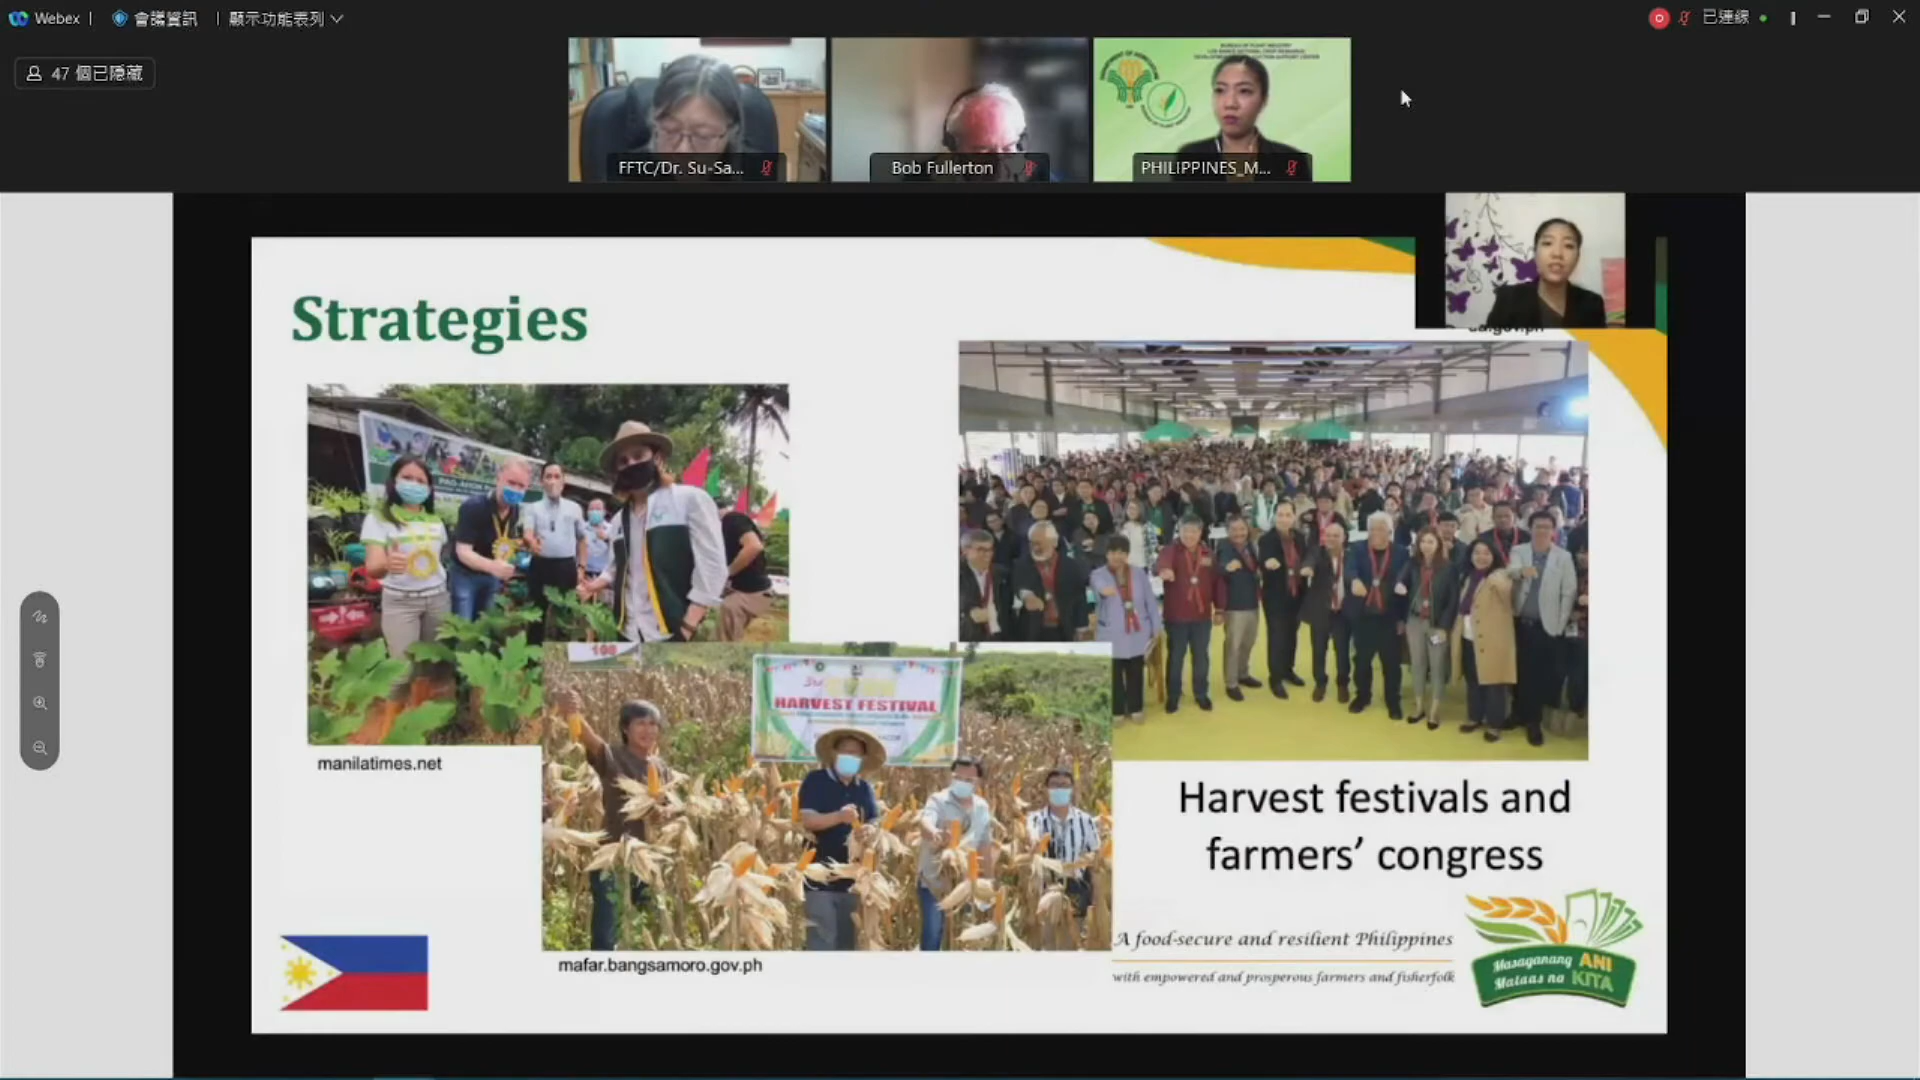 Webex
會議資訊
顯示功能表列
已連線
47 個已隱藏
FFTC/Dr. Su-Sa...
Bob Fullerton
PHILIPPINES_M...
Strategies
manilatimes.net
100
HARVEST FESTIVAL
mafar.bangsamoro.gov.ph
Harvest festivals and
farmers’ congress
A food-secure and resilient Philippines
with empowered and prosperous farmers and fisherfolk
Masaganang ANI
Mataas na KITA